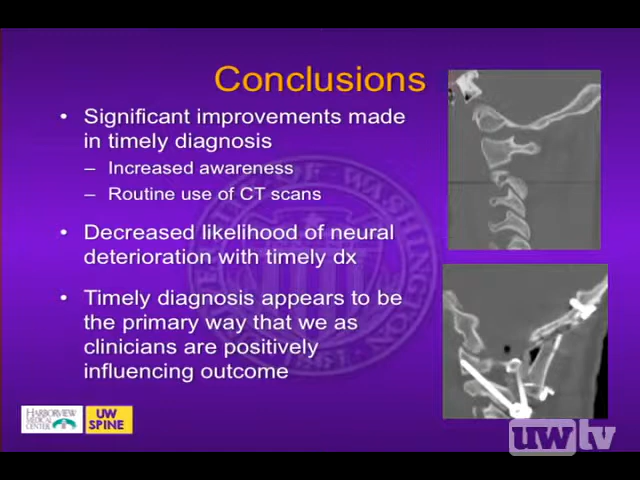 Conclusions
• Significant improvements made
in timely diagnosis
– Increased awareness
– Routine use of CT scans
• Decreased likelihood of neural
deterioration with timely dx
• Timely diagnosis appears to be
the primary way that we as
clinicians are positively
influencing outcome
HARBORVIEW
MEDICAL
CENTER
UW
SPINE
uwtv